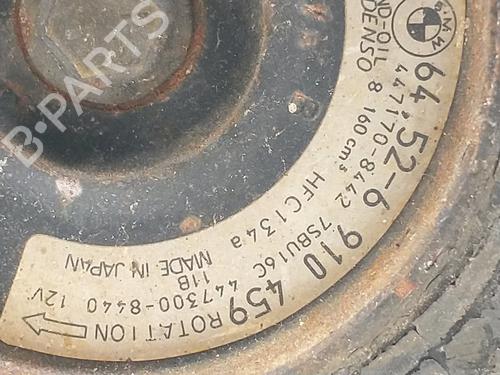 B-PARTS
BMW
64.52-6 910 459
ND-OIL 8 160cm³ HFC134a
DENSO 447170-8442 7SBU16C
447300-8440 12V
11B
MADE IN JAPAN
ROTATION